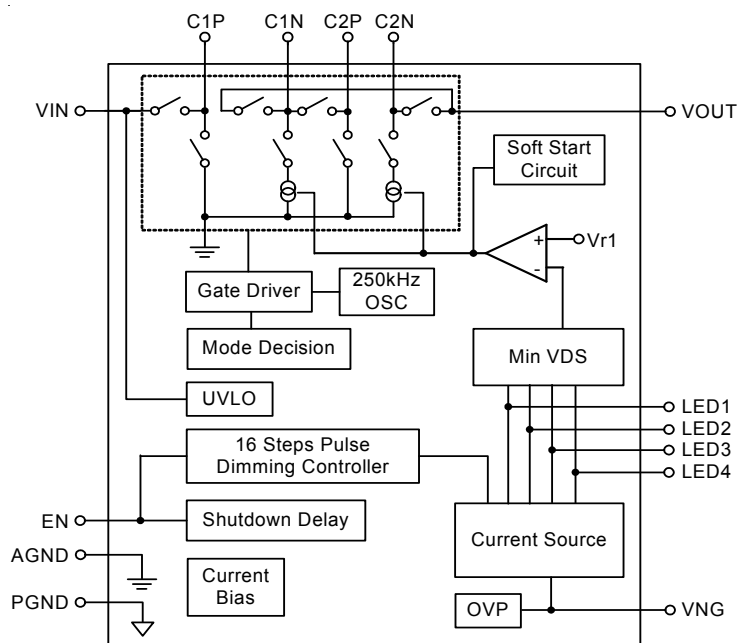 C1P C1N C2P C2N
VIN
VOUT
Soft Start
Circuit
+
Vr1
-
Gate Driver
250kHz
OSC
Mode Decision
Min VDS
UVLO
LED1
LED2
LED3
LED4
16 Steps Pulse
Dimming Controller
EN
Shutdown Delay
Current Source
AGND
Current
Bias
PGND
OVP
VNG